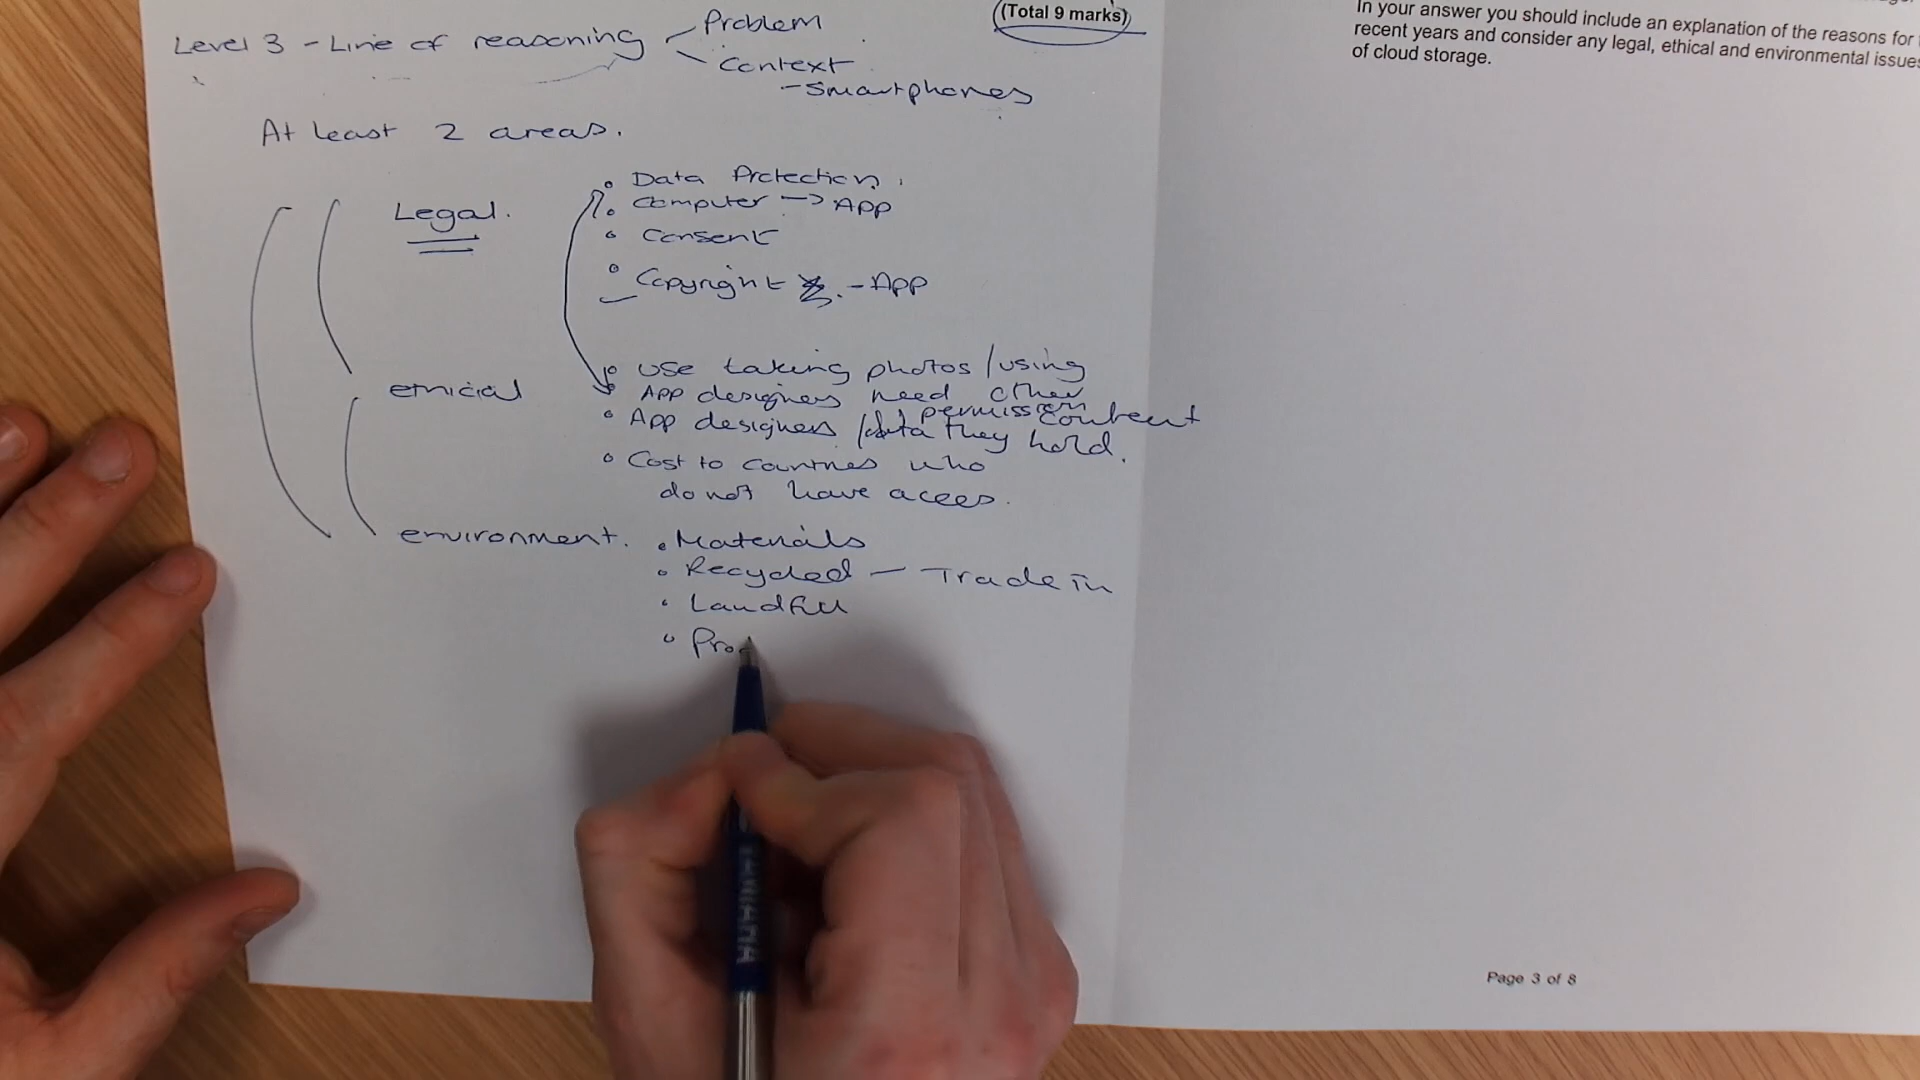 (Total 9 marks)
Level 3 - Line of reasoning
Problem
Context
- Smartphones
At least 2 areas.
Legal.
• Data Protection.
• Computer -> App
• Consent
• Copyright - App
ethicial
• use taking photos / using other content
• App designers need permission
• App designers / data they hold.
• Cost to countries who
do not have acees.
environment.
• Materials
• Recycled - Trade in
• Landfill
• Pro
In your answer you should include an explanation of the reasons for
recent years and consider any legal, ethical and environmental issues
of cloud storage.
Page 3 of 8